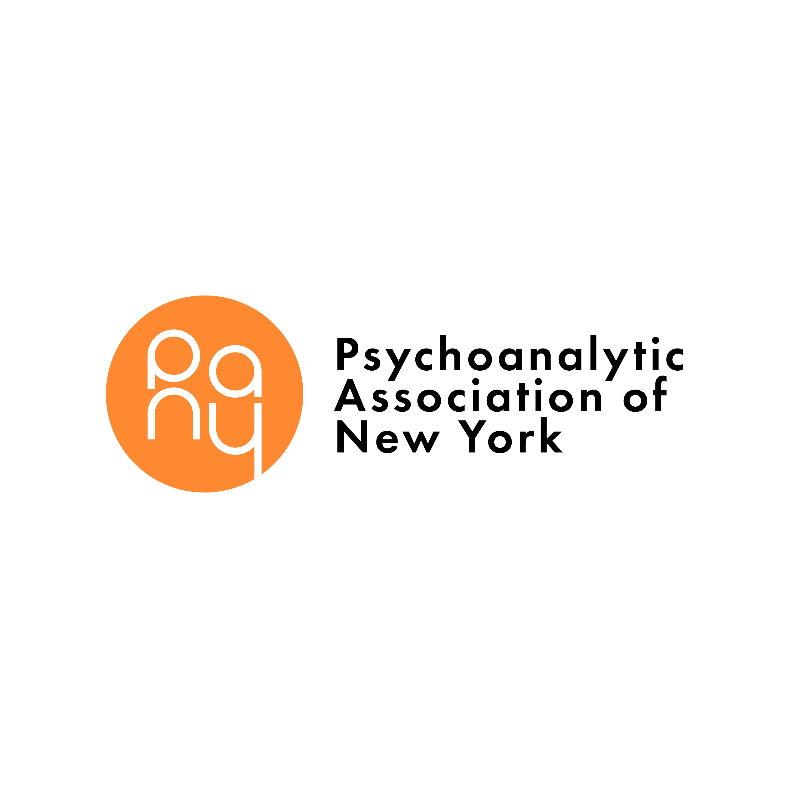 pa
ny
Psychoanalytic
Association of
New York